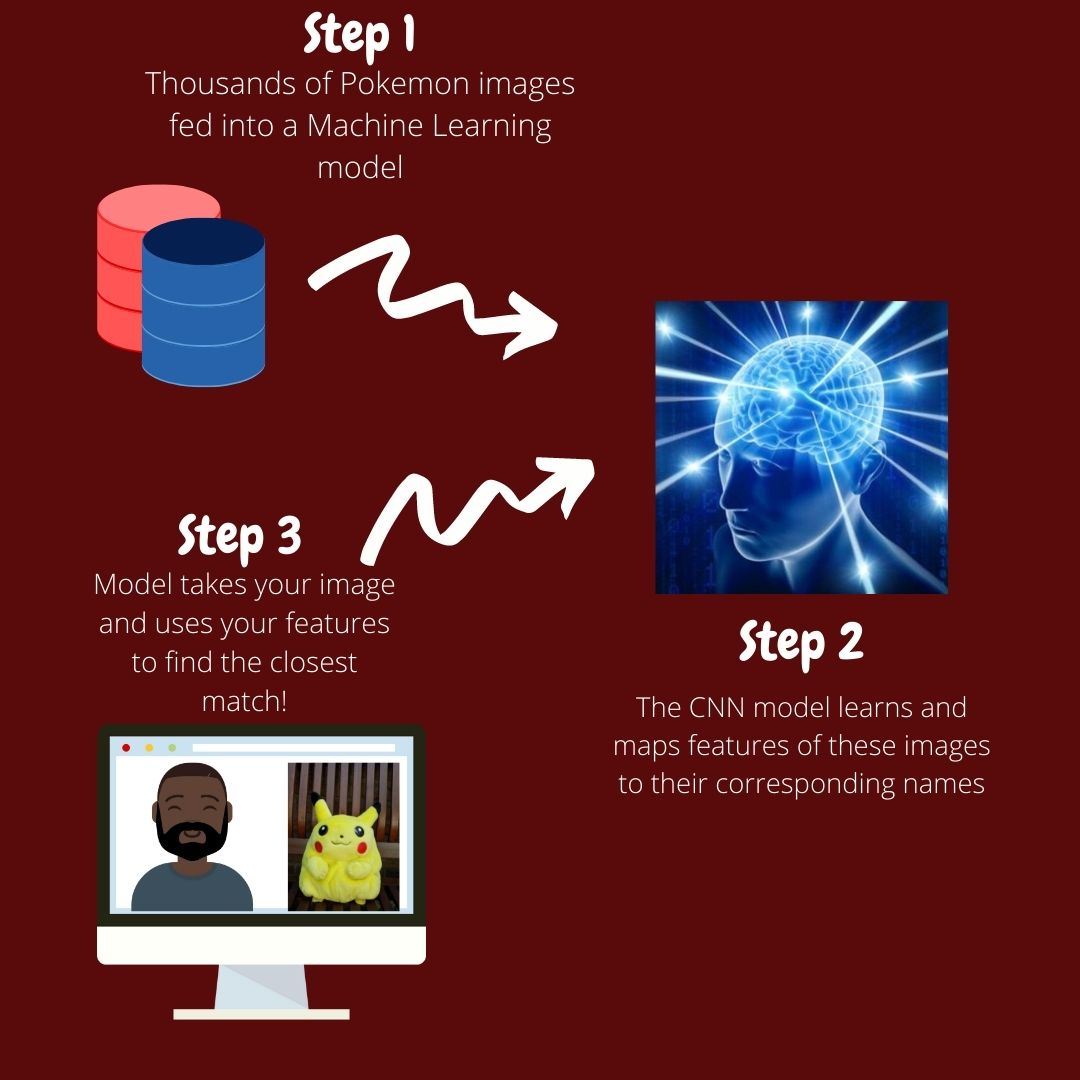 Step 1
Thousands of Pokemon images
fed into a Machine Learning
model
Step 3
Model takes your image
and uses your features
to find the closest
match!
Step 2
The CNN model learns and
maps features of these images
to their corresponding names